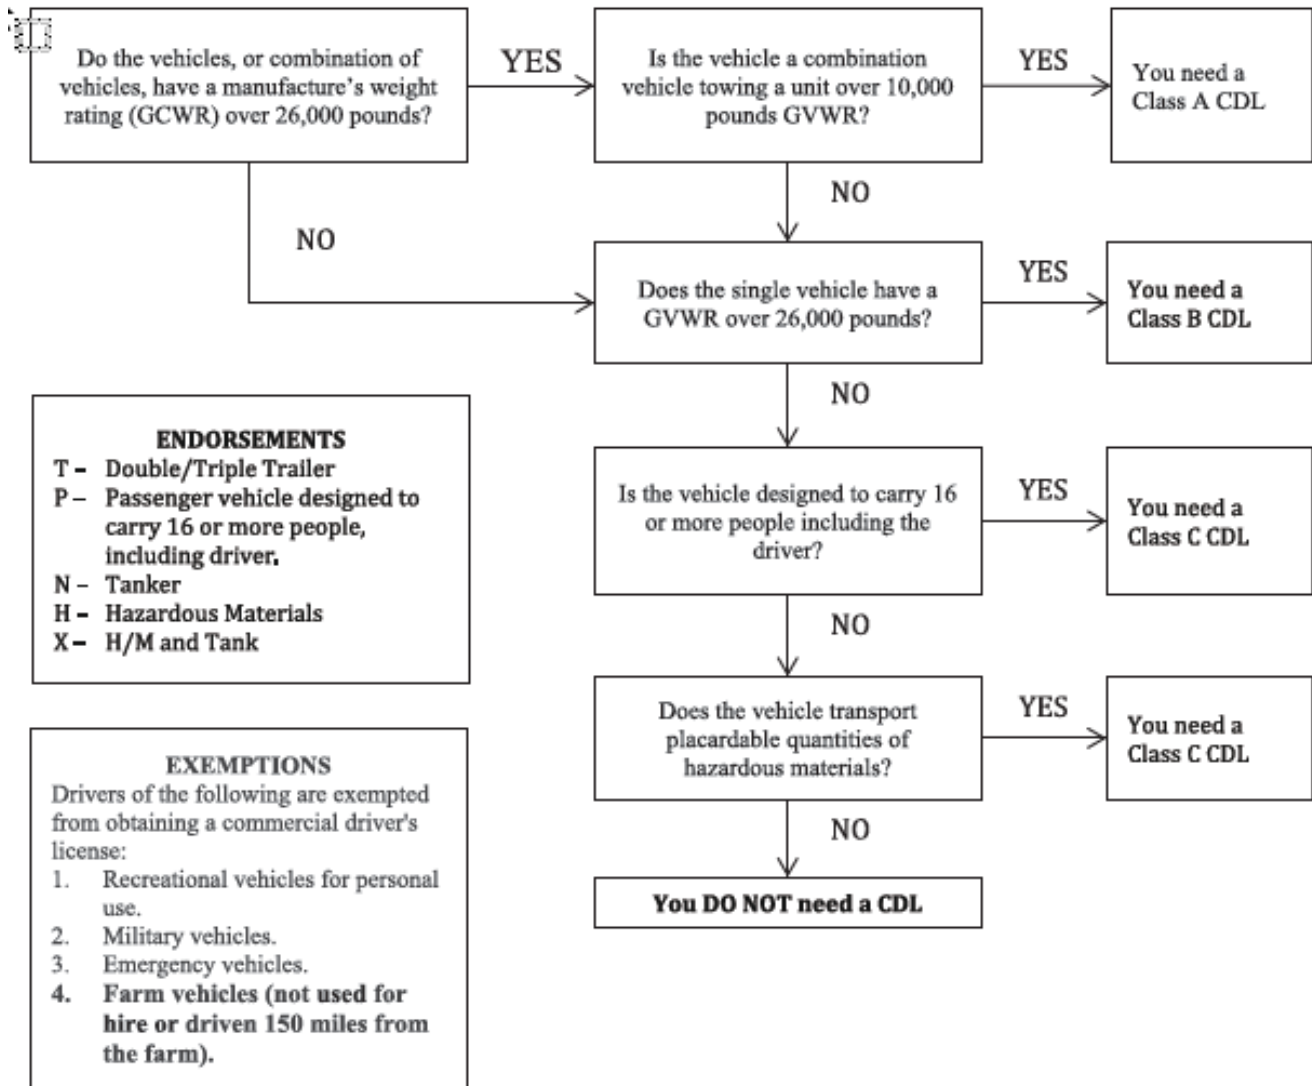 Do the vehicles, or combination of
vehicles, have a manufacture's weight
rating (GCWR) over 26,000 pounds?
YES
Is the vehicle a combination
vehicle towing a unit over 10,000
pounds GVWR?
YES
You need a
Class A CDL
NO
NO
Does the single vehicle have a
GVWR over 26,000 pounds?
YES
You need a
Class B CDL
NO
Is the vehicle designed to carry 16
or more people including the
driver?
YES
You need a
Class C CDL
NO
Does the vehicle transport
placardable quantities of
hazardous materials?
YES
You need a
Class C CDL
NO
You DO NOT need a CDL
ENDORSEMENTS
T – Double/Triple Trailer
P – Passenger vehicle designed to
carry 16 or more people,
including driver.
N – Tanker
H – Hazardous Materials
X – H/M and Tank
EXEMPTIONS
Drivers of the following are exempted
from obtaining a commercial driver's
license:
1. Recreational vehicles for personal
use.
2. Military vehicles.
3. Emergency vehicles.
4. Farm vehicles (not used for
hire or driven 150 miles from
the farm).